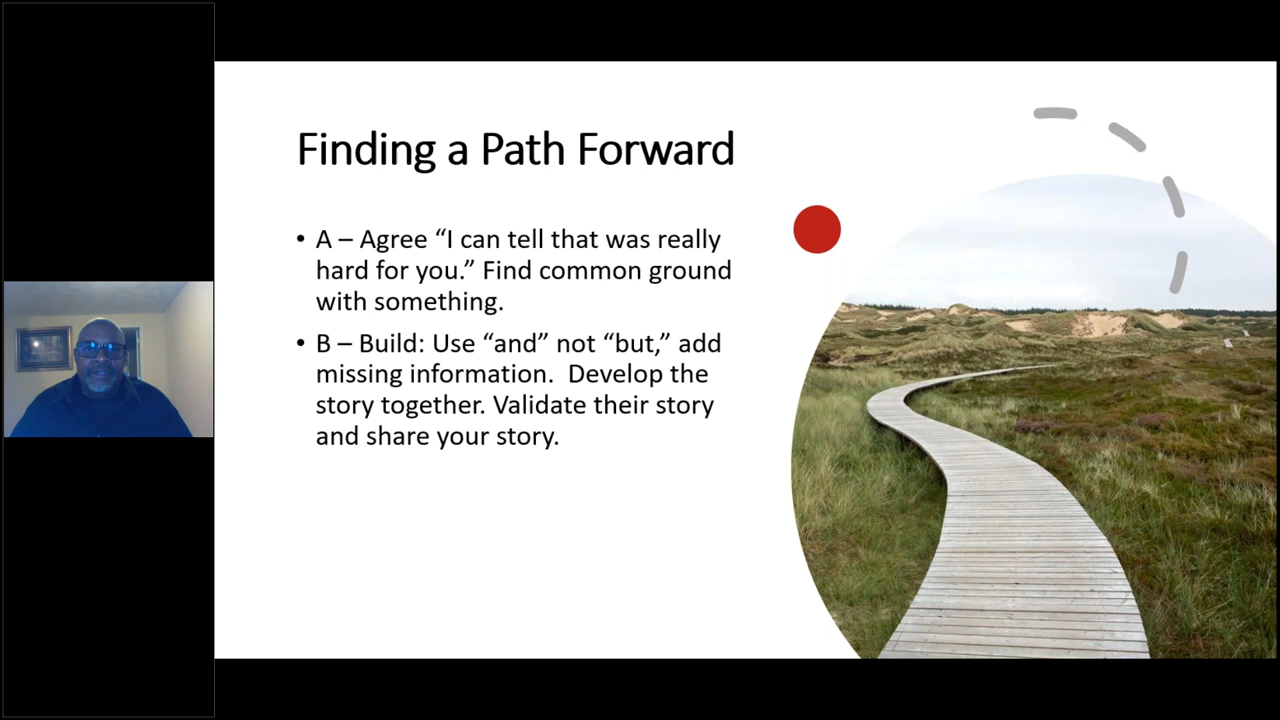 Finding a Path Forward
• A – Agree “I can tell that was really
hard for you.” Find common ground
with something.
• B – Build: Use “and” not “but,” add
missing information.  Develop the
story together. Validate their story
and share your story.